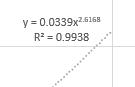 y = 0.0339x^2.6168
R² = 0.9938